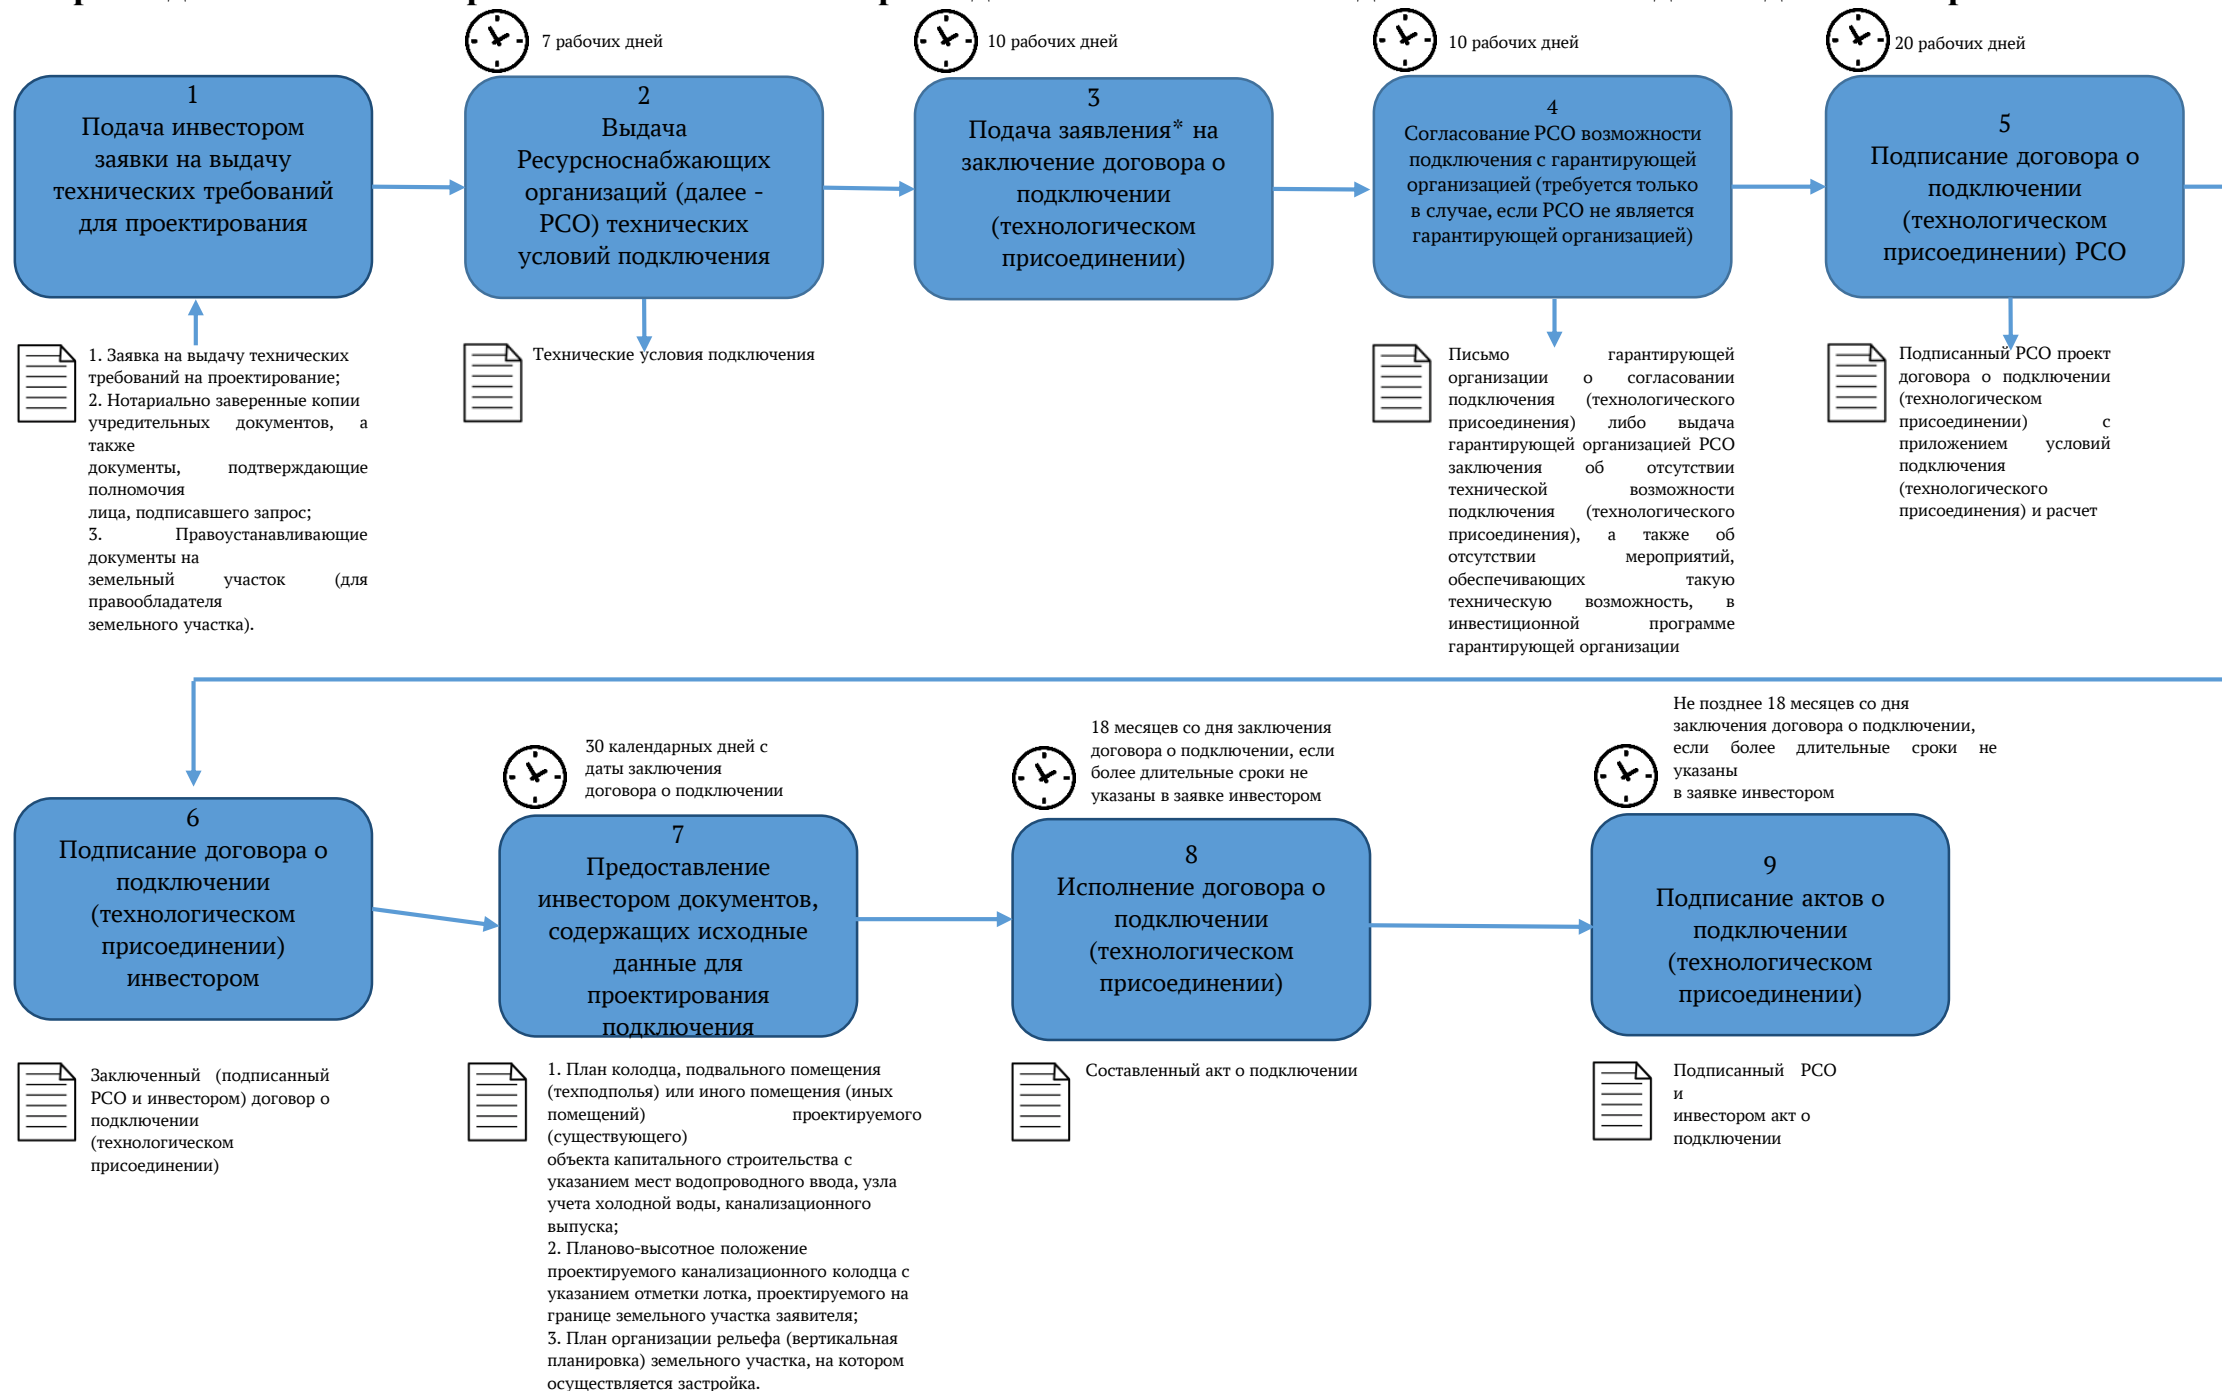 7 рабочих дней
10 рабочих дней
10 рабочих дней
20 рабочих дней
1
Подача инвестором
заявки на выдачу
технических требований
для проектирования
2
Выдача
Ресурсноснабжающих
организаций (далее -
РСО) технических
условий подключения
3
Подача заявления* на
заключение договора о
подключении
(технологическом
присоединении)
4
Согласование РСО возможности
подключения с гарантирующей
организацией (требуется только
в случае, если РСО не является
гарантирующей организацией)
5
Подписание договора о
подключении
(технологическом
присоединении) РСО
1. Заявка на выдачу технических
требований на проектирование;
2. Нотариально заверенные копии
учредительных документов, а
также
документы, подтверждающие
полномочия
лица, подписавшего запрос;
3. Правоустанавливающие
документы на
земельный участок (для
правообладателя
земельного участка).
Технические условия подключения
Письмо гарантирующей
организации о согласовании
подключения (технологического
присоединения) либо выдача
гарантирующей организацией РСО
заключения об отсутствии
технической возможности
подключения (технологического
присоединения), а также об
отсутствии мероприятий,
обеспечивающих такую
техническую возможность, в
инвестиционной программе
гарантирующей организации
Подписанный РСО проект
договора о подключении
(технологическом
присоединении) с
приложением условий
подключения
(технологического
присоединения) и расчет
30 календарных дней с
даты заключения
договора о подключении
18 месяцев со дня заключения
договора о подключении, если
более длительные сроки не
указаны в заявке инвестором
Не позднее 18 месяцев со дня
заключения договора о подключении,
если более длительные сроки не
указаны
в заявке инвестором
6
Подписание договора о
подключении
(технологическом
присоединении)
инвестором
7
Предоставление
инвестором документов,
содержащих исходные
данные для
проектирования
подключения
8
Исполнение договора о
подключении
(технологическом
присоединении)
9
Подписание актов о
подключении
(технологическом
присоединении)
Заключенный (подписанный
РСО и инвестором) договор о
подключении
(технологическом
присоединении)
1. План колодца, подвального помещения
(техподполья) или иного помещения (иных
помещений) проектируемого
(существующего)
объекта капитального строительства с
указанием мест водопроводного ввода, узла
учета холодной воды, канализационного
выпуска;
2. Планово-высотное положение
проектируемого канализационного колодца с
указанием отметки лотка, проектируемого на
границе земельного участка заявителя;
3. План организации рельефа (вертикальная
планировка) земельного участка, на котором
осуществляется застройка.
Составленный акт о подключении
Подписанный РСО
и
инвестором акт о
подключении